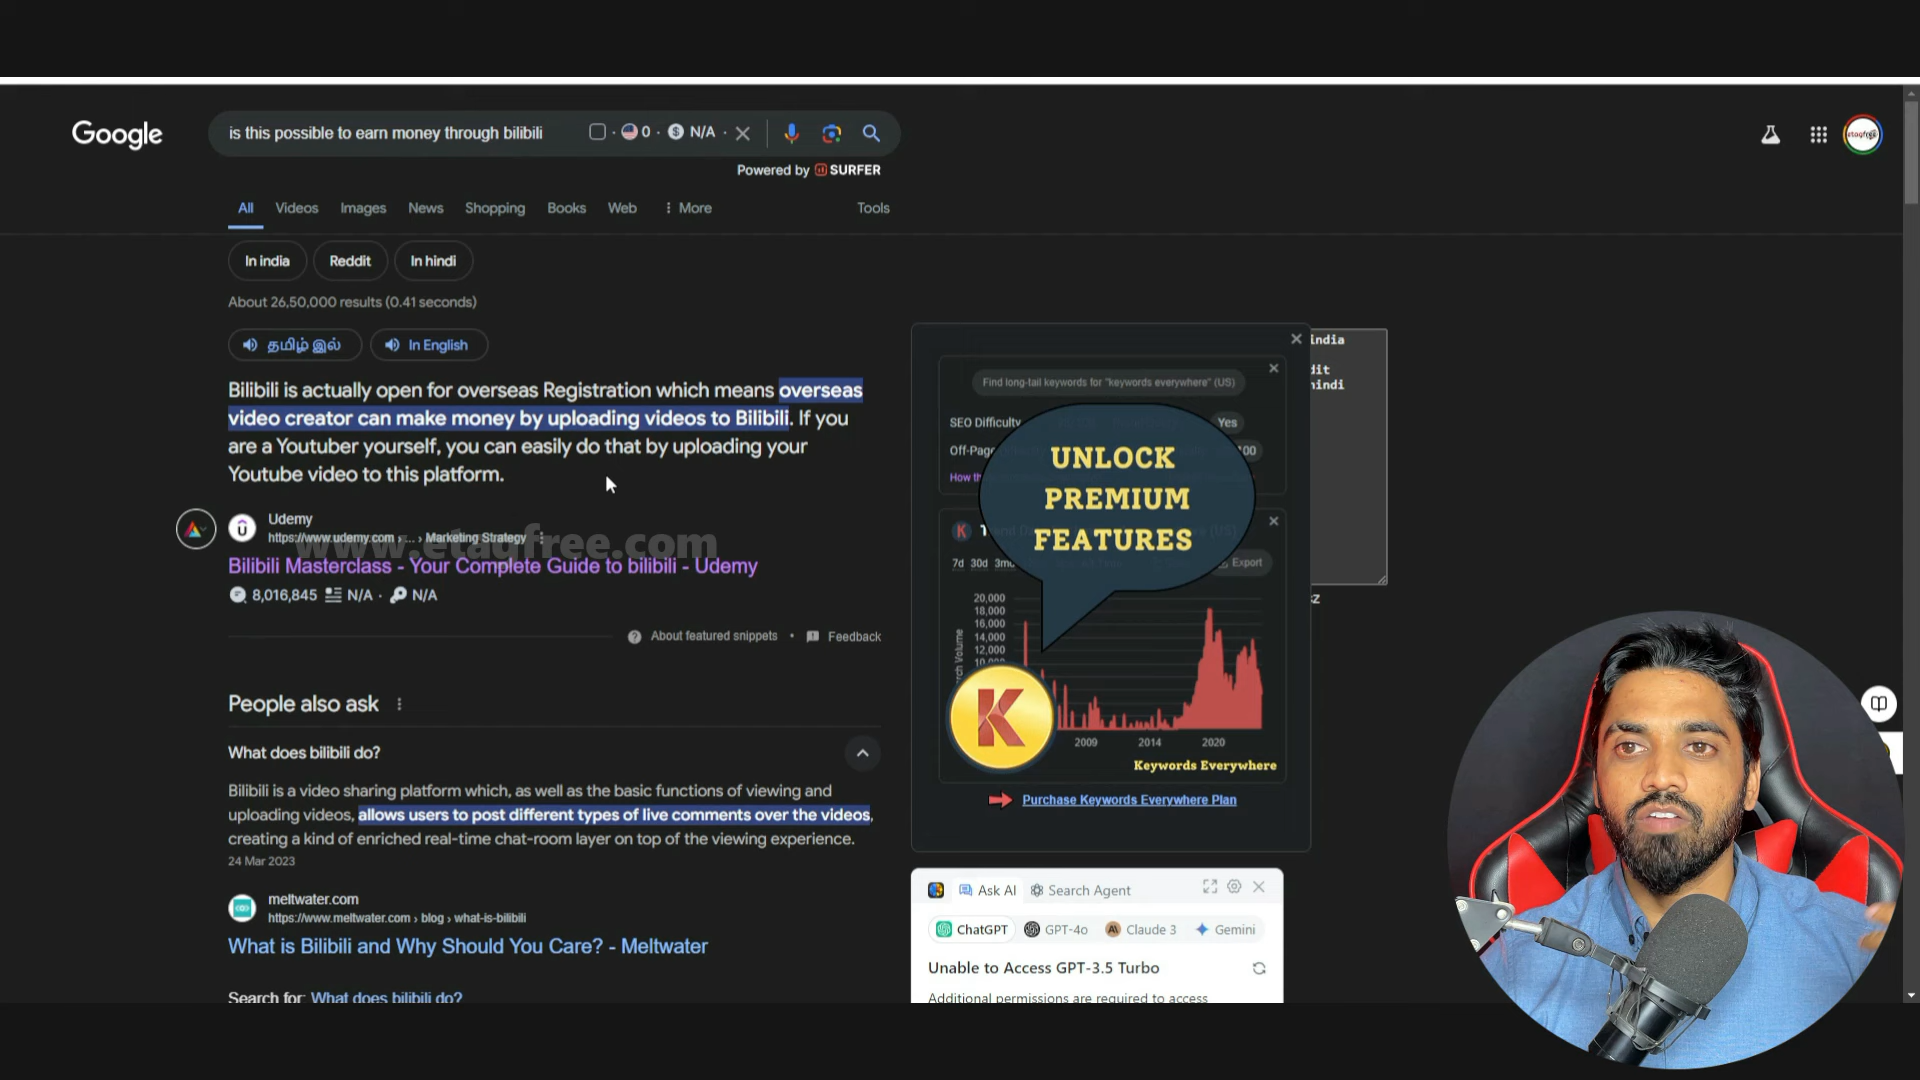 Google
is this possible to earn money through bilibili
0 · N/A ·
Powered by SURFER
All Videos Images News Shopping Books Web More Tools
In india Reddit In hindi
About 26,50,000 results (0.41 seconds)
தமிழ் இல் In English
Bilibili is actually open for overseas Registration which means overseas
video creator can make money by uploading videos to Bilibili. If you
are a Youtuber yourself, you can easily do that by uploading your
Youtube video to this platform.
Udemy
https://www.udemy.com › ... › Marketing Strategy
www.etagfree.com
Bilibili Masterclass - Your Complete Guide to bilibili - Udemy
8,016,845 N/A · N/A
About featured snippets • Feedback
People also ask
What does bilibili do?
Bilibili is a video sharing platform which, as well as the basic functions of viewing and
uploading videos, allows users to post different types of live comments over the videos,
creating a kind of enriched real-time chat-room layer on top of the viewing experience.
24 Mar 2023
meltwater.com
https://www.meltwater.com › blog › what-is-bilibili
What is Bilibili and Why Should You Care? - Meltwater
Search for: What does bilibili do?
etagfree
Find long-tail keywords for "keywords everywhere" (US)
SEO Difficulty Yes
Off-Page 100
How th
UNLOCK
PREMIUM
FEATURES
K
7d 30d 3mo Export
20,000
18,000
16,000
14,000
12,000
10,000
K
2009 2014 2020
Keywords Everywhere
Purchase Keywords Everywhere Plan
india
dit
hindi
Ask AI Search Agent
ChatGPT GPT-4o Claude 3 Gemini
Unable to Access GPT-3.5 Turbo
Additional permissions are required to access